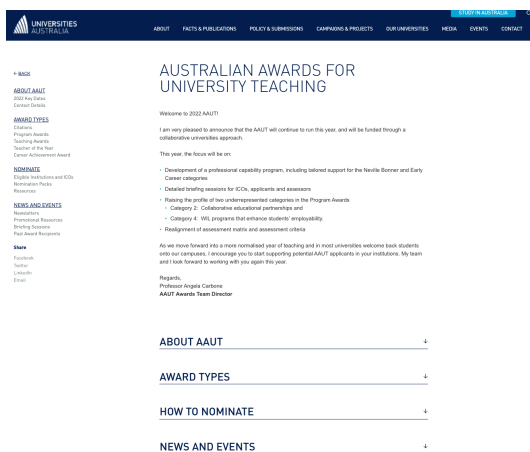 STUDY IN AUSTRALIA
UNIVERSITIES
AUSTRALIA
ABOUT FACTS & PUBLICATIONS POLICY & SUBMISSIONS CAMPAIGNS & PROJECTS OUR UNIVERSITIES MEDIA EVENTS CONTACT
← BACK
ABOUT AAUT
2022 Key Dates
Contact Details
AWARD TYPES
Citations
Program Awards
Teaching Awards
Teacher of the Year
Career Achievement Award
NOMINATE
Eligible Institutions and ICOs
Nomination Packs
Resources
NEWS AND EVENTS
Newsletters
Promotional Resources
Briefing Sessions
Past Award Recipients
Share
Facebook
Twitter
LinkedIn
Email
AUSTRALIAN AWARDS FOR
UNIVERSITY TEACHING
Welcome to 2022 AAUT!
I am very pleased to announce that the AAUT will continue to run this year, and will be funded through a
collaborative universities approach.
This year, the focus will be on:
• Development of a professional capability program, including tailored support for the Neville Bonner and Early
Career categories
• Detailed briefing sessions for ICOs, applicants and assessors
• Raising the profile of two underrepresented categories in the Program Awards
• Category 2: Collaborative educational partnerships and
• Category 4: WIL programs that enhance students' employability.
• Realignment of assessment matrix and assessment criteria
As we move forward into a more normalised year of teaching and in most universities welcome back students
onto our campuses, I encourage you to start supporting potential AAUT applicants in your institutions. My team
and I look forward to working with you again this year.
Regards,
Professor Angela Carbone
AAUT Awards Team Director
ABOUT AAUT ↓
AWARD TYPES ↓
HOW TO NOMINATE ↓
NEWS AND EVENTS ↓